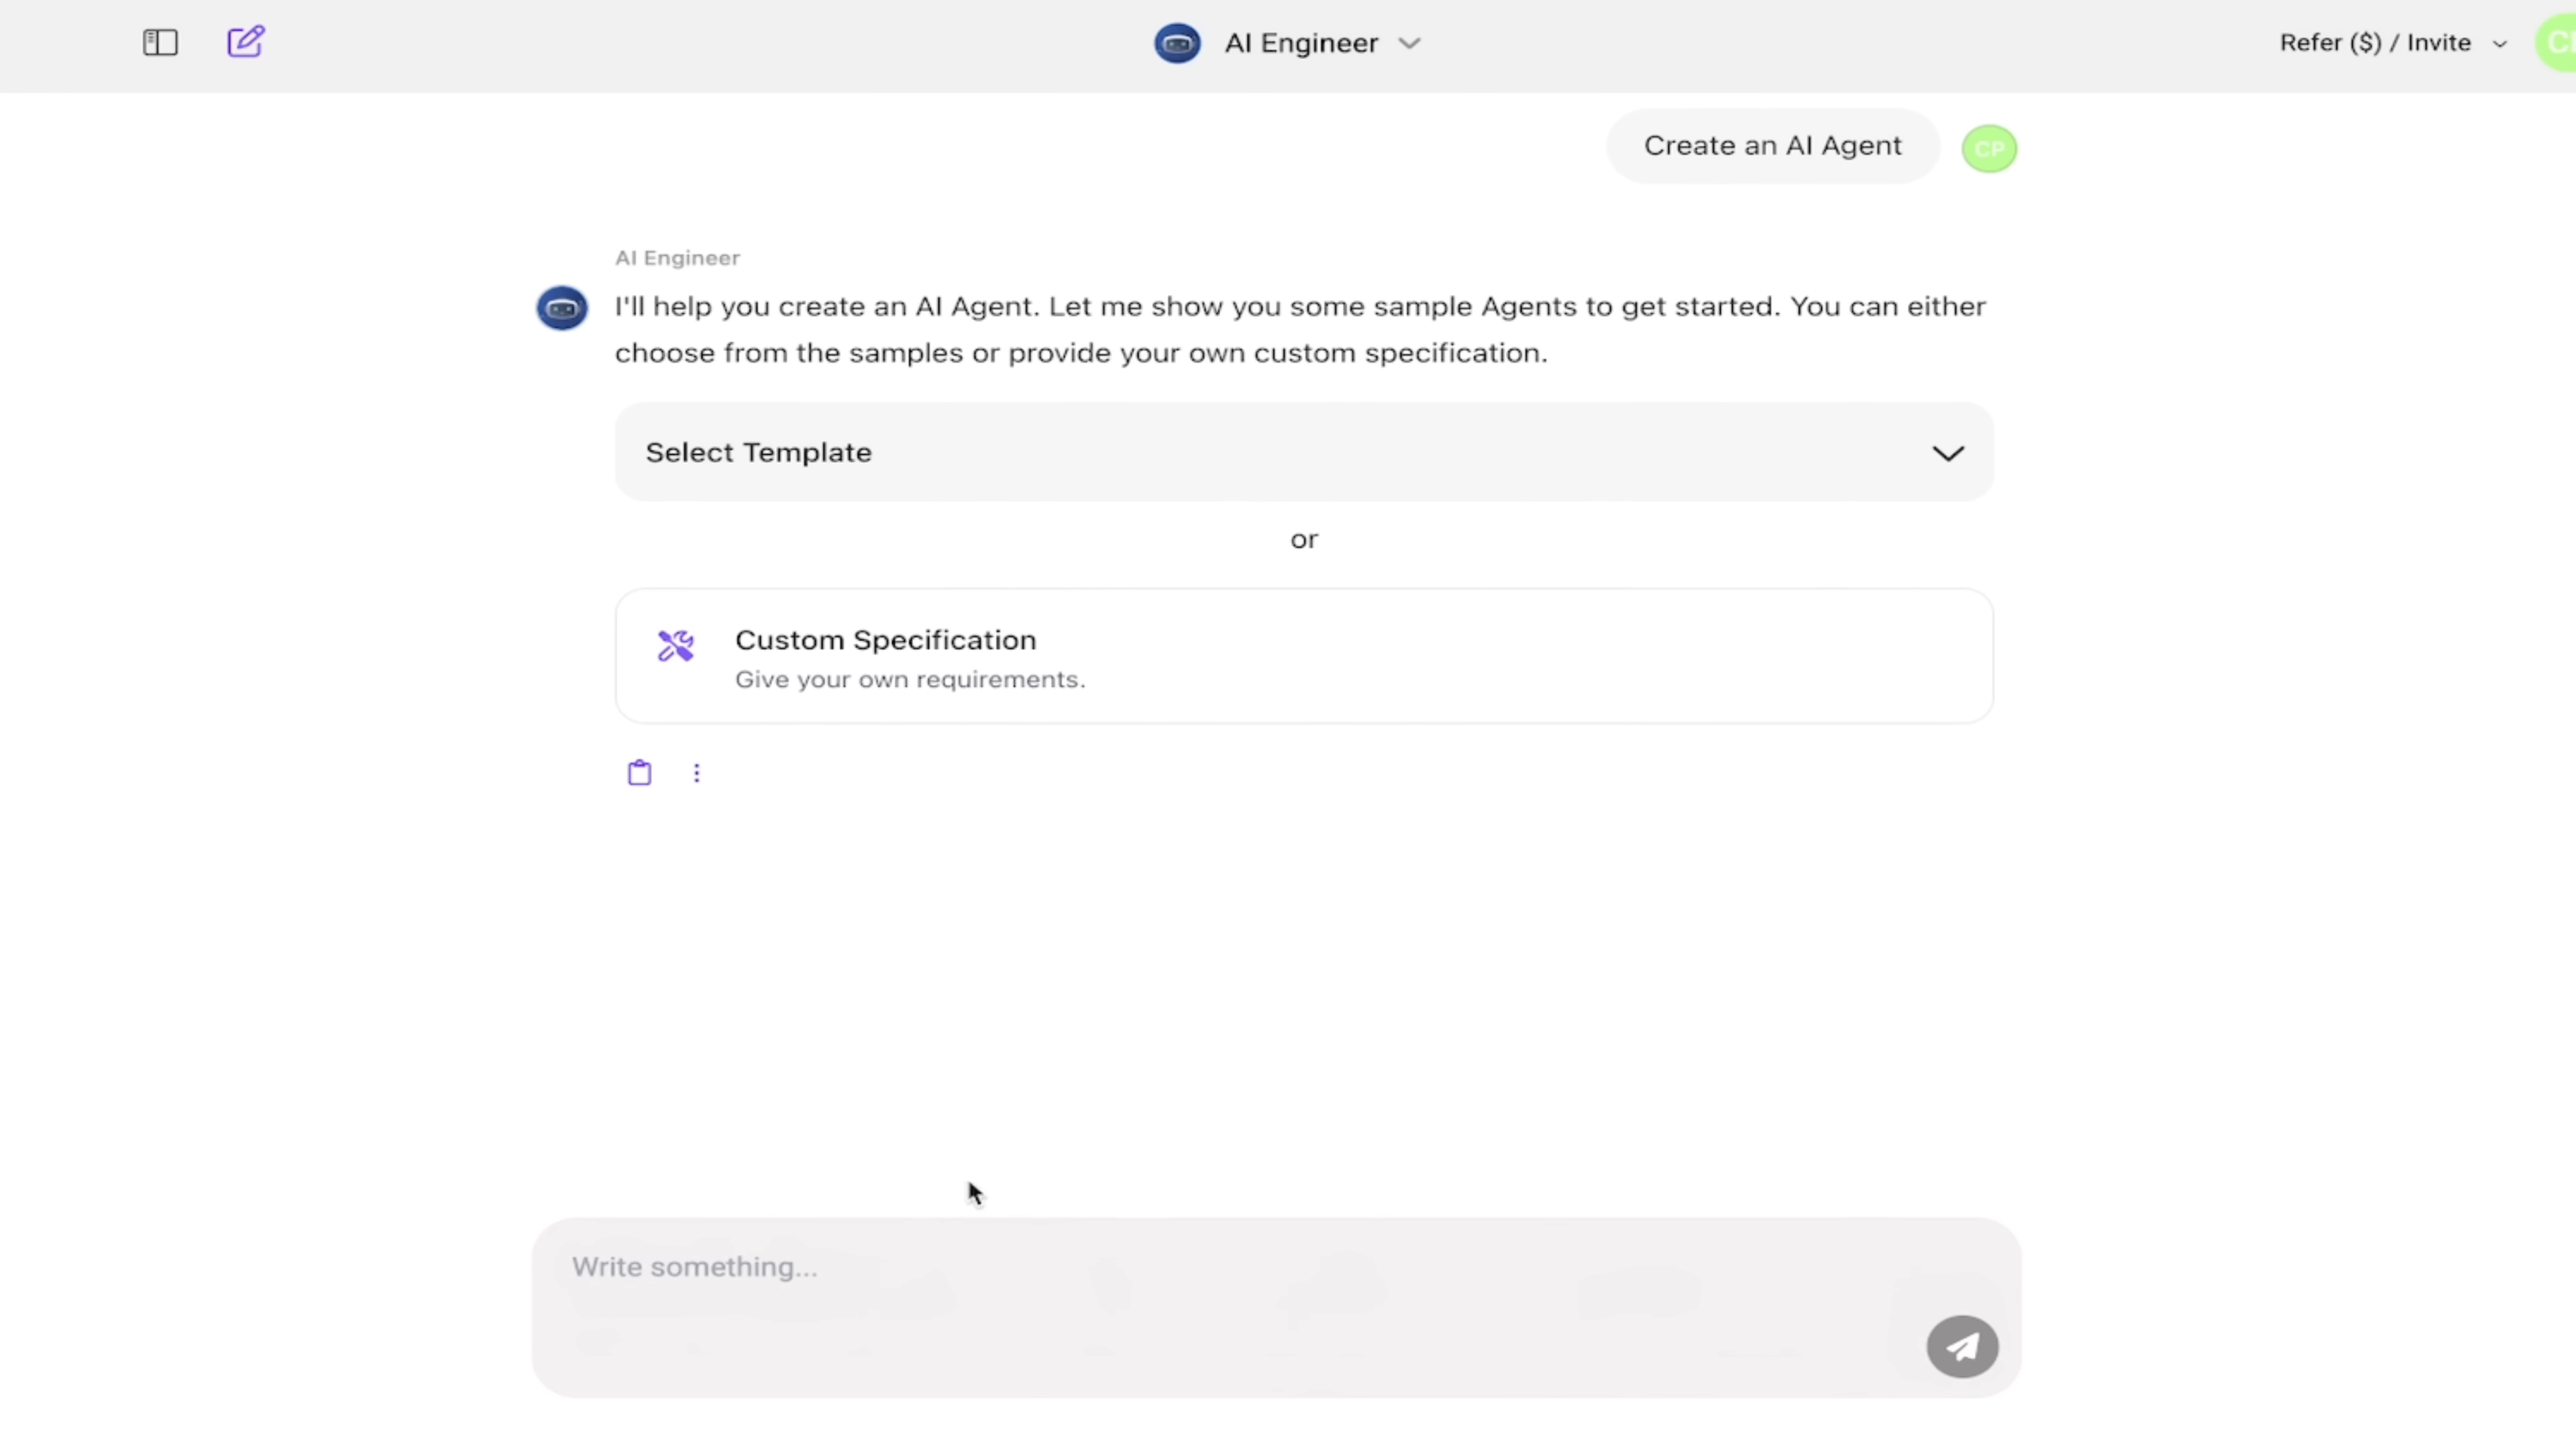 AI Engineer
Refer ($) / Invite
Create an AI Agent
CP
AI Engineer
I'll help you create an AI Agent. Let me show you some sample Agents to get started. You can either
choose from the samples or provide your own custom specification.
Select Template
or
Custom Specification
Give your own requirements.
Write something...